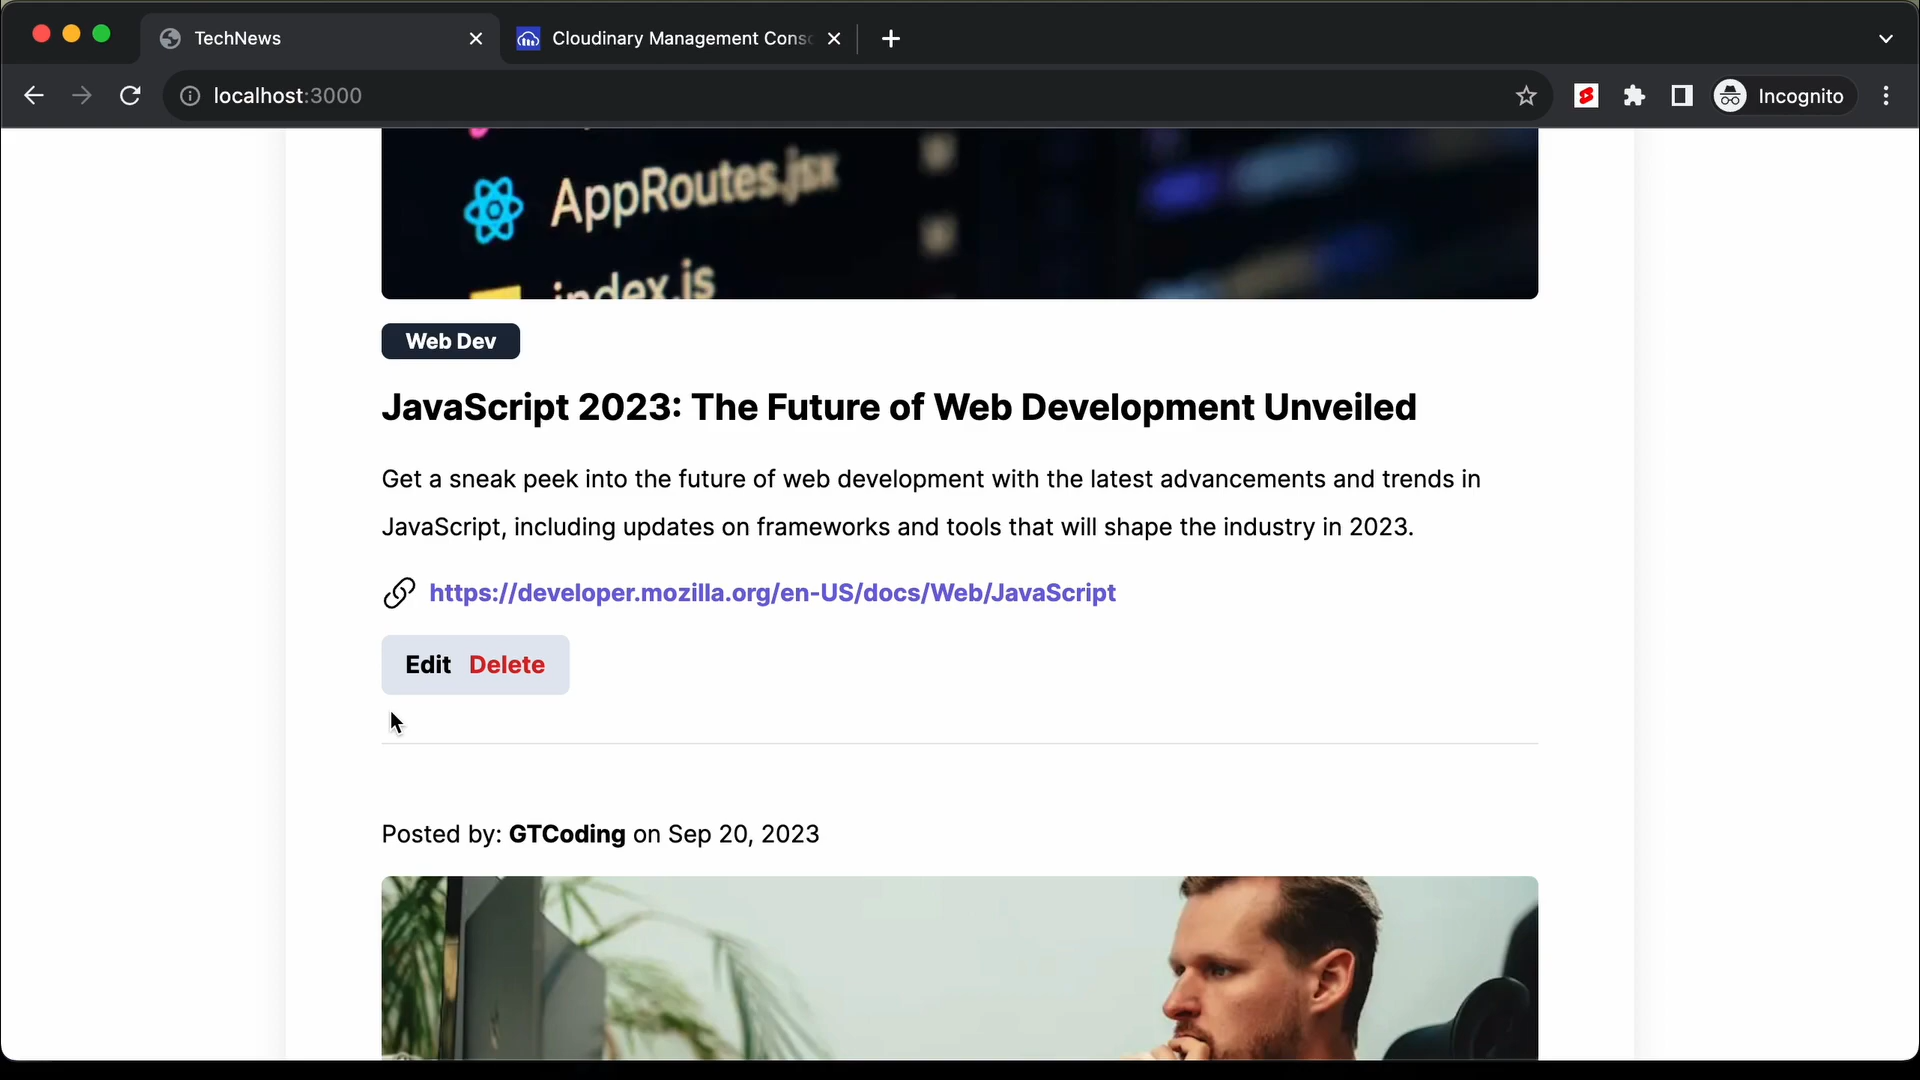 TechNews
Cloudinary Management Conso
localhost:3000
Incognito
AppRoutes.jsx
index.js
Web Dev
JavaScript 2023: The Future of Web Development Unveiled
Get a sneak peek into the future of web development with the latest advancements and trends in
JavaScript, including updates on frameworks and tools that will shape the industry in 2023.
https://developer.mozilla.org/en-US/docs/Web/JavaScript
Edit Delete
Posted by: GTCoding on Sep 20, 2023